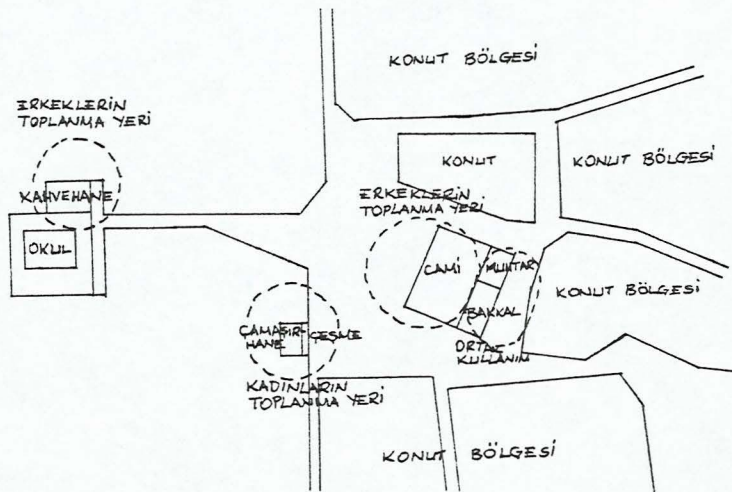 KONUT BÖLGESİ
ERKEKLERİN
TOPLANMA YERİ
KONUT
KONUT BÖLGESİ
KAHVEHANE
ERKEKLERİN
TOPLANMA YERİ
OKUL
CAMİ
MUHTAR
KONUT BÖLGESİ
BAKKAL
ÇAMAŞIR-
HANE
ÇEŞME
ORTAK
KULLANIM
KADINLARIN
TOPLANMA YERİ
KONUT BÖLGESİ